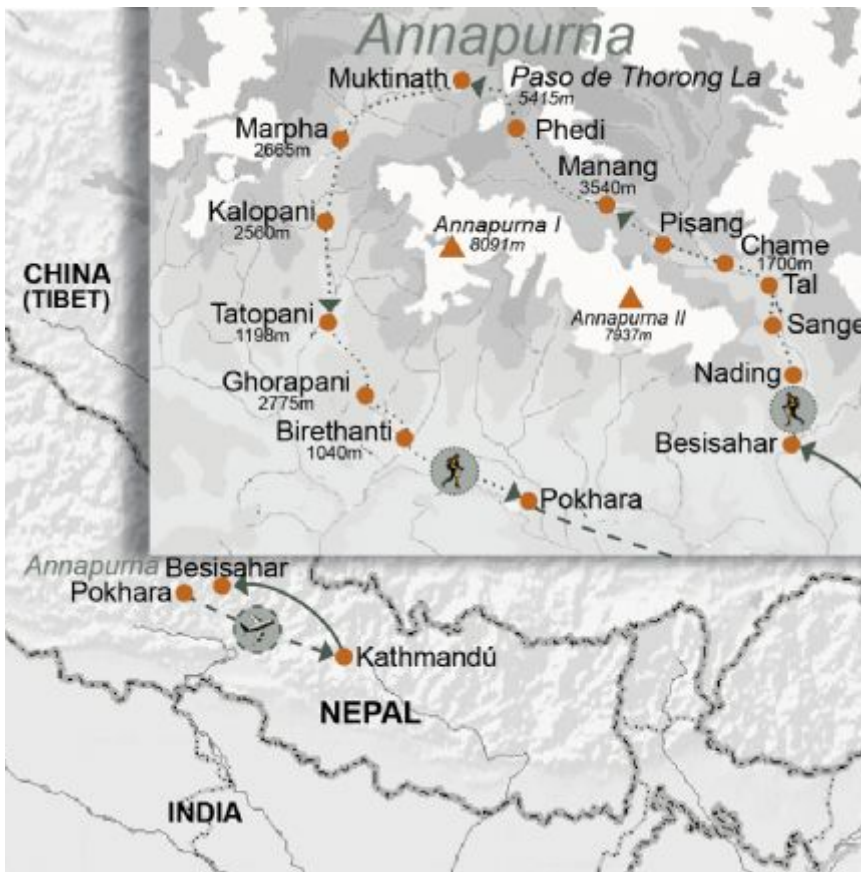 Annapurna
Muktinath
Paso de Thorong La
5415m
Marpha
2665m
Phedi
Manang
3540m
Kalopani
2560m
Annapurna I
8091m
Pisang
Chame
1700m
CHINA
(TIBET)
Tal
Tatopani
1198m
Annapurna II
7937m
Sange
Ghorapani
2775m
Nading
Birethanti
1040m
Besisahar
Pokhara
Annapurna
Besisahar
Pokhara
Kathmandú
NEPAL
INDIA